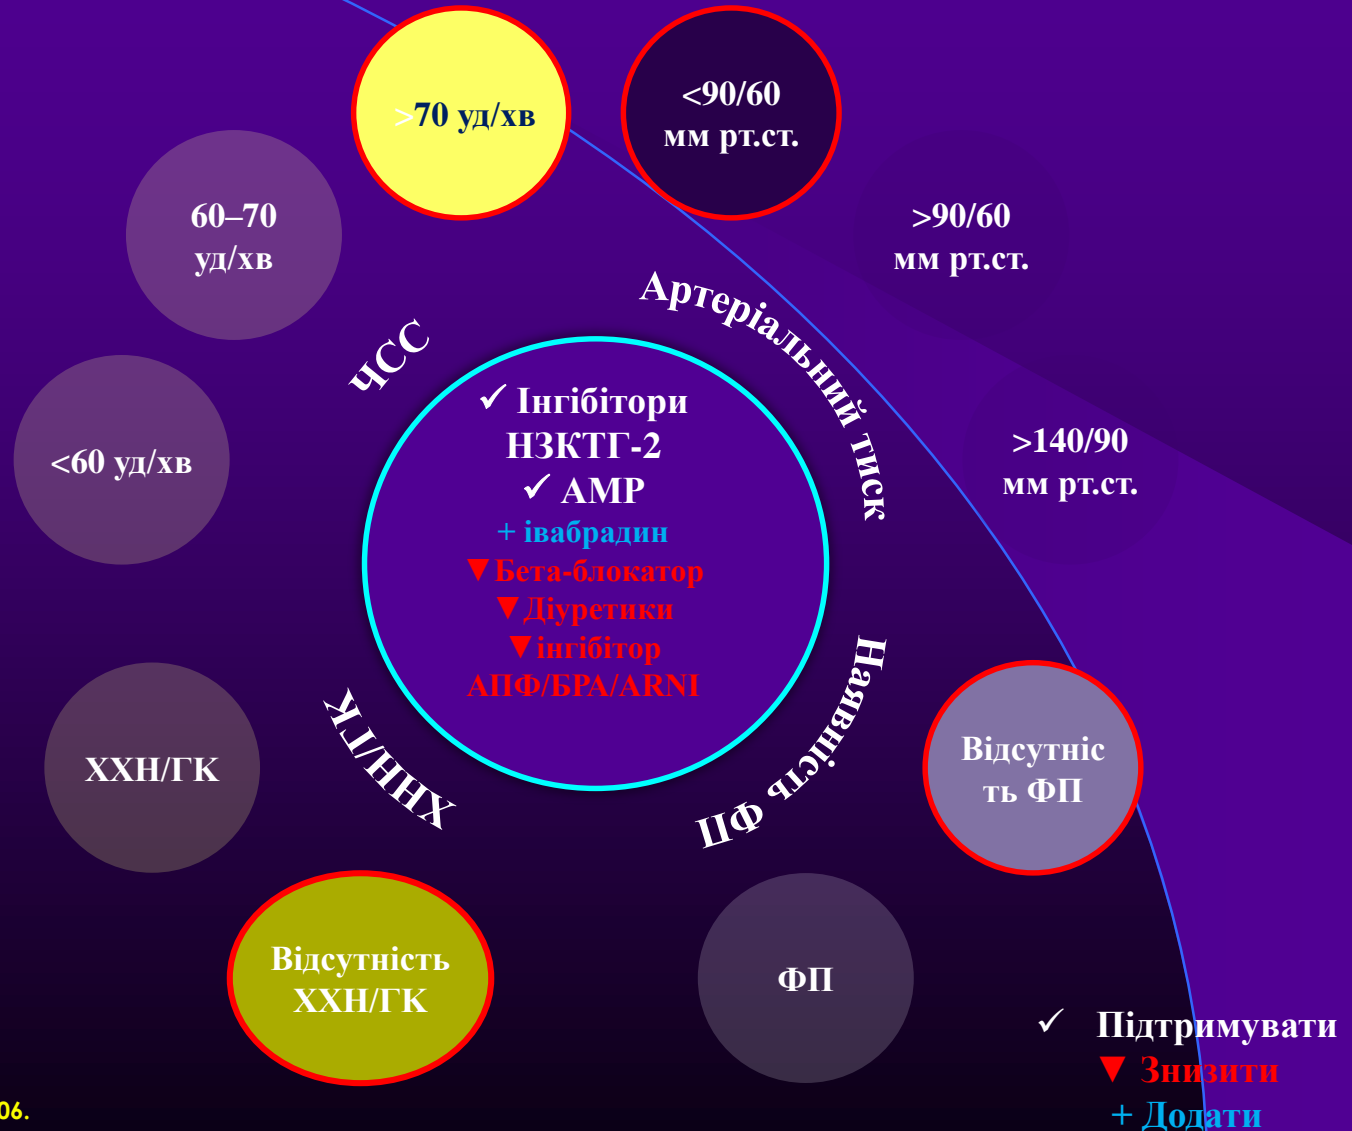 >70 уд/хв
<90/60
мм рт.ст.
60–70
уд/хв
>90/60
мм рт.ст.
ЧСС
Артеріальний тиск
<60 уд/хв
>140/90
мм рт.ст.
✓ Інгібітори
НЗКТГ-2
✓ АМР
+ івабрадин
▼Бета-блокатор
▼Діуретики
▼інгібітор
АПФ/БРА/ARNI
ХНН/ГК
Наявність ФП
ХХН/ГК
Відсутніс
ть ФП
Відсутність
ХХН/ГК
ФП
✓ Підтримувати
▼ Знизити
+ Додати
06.